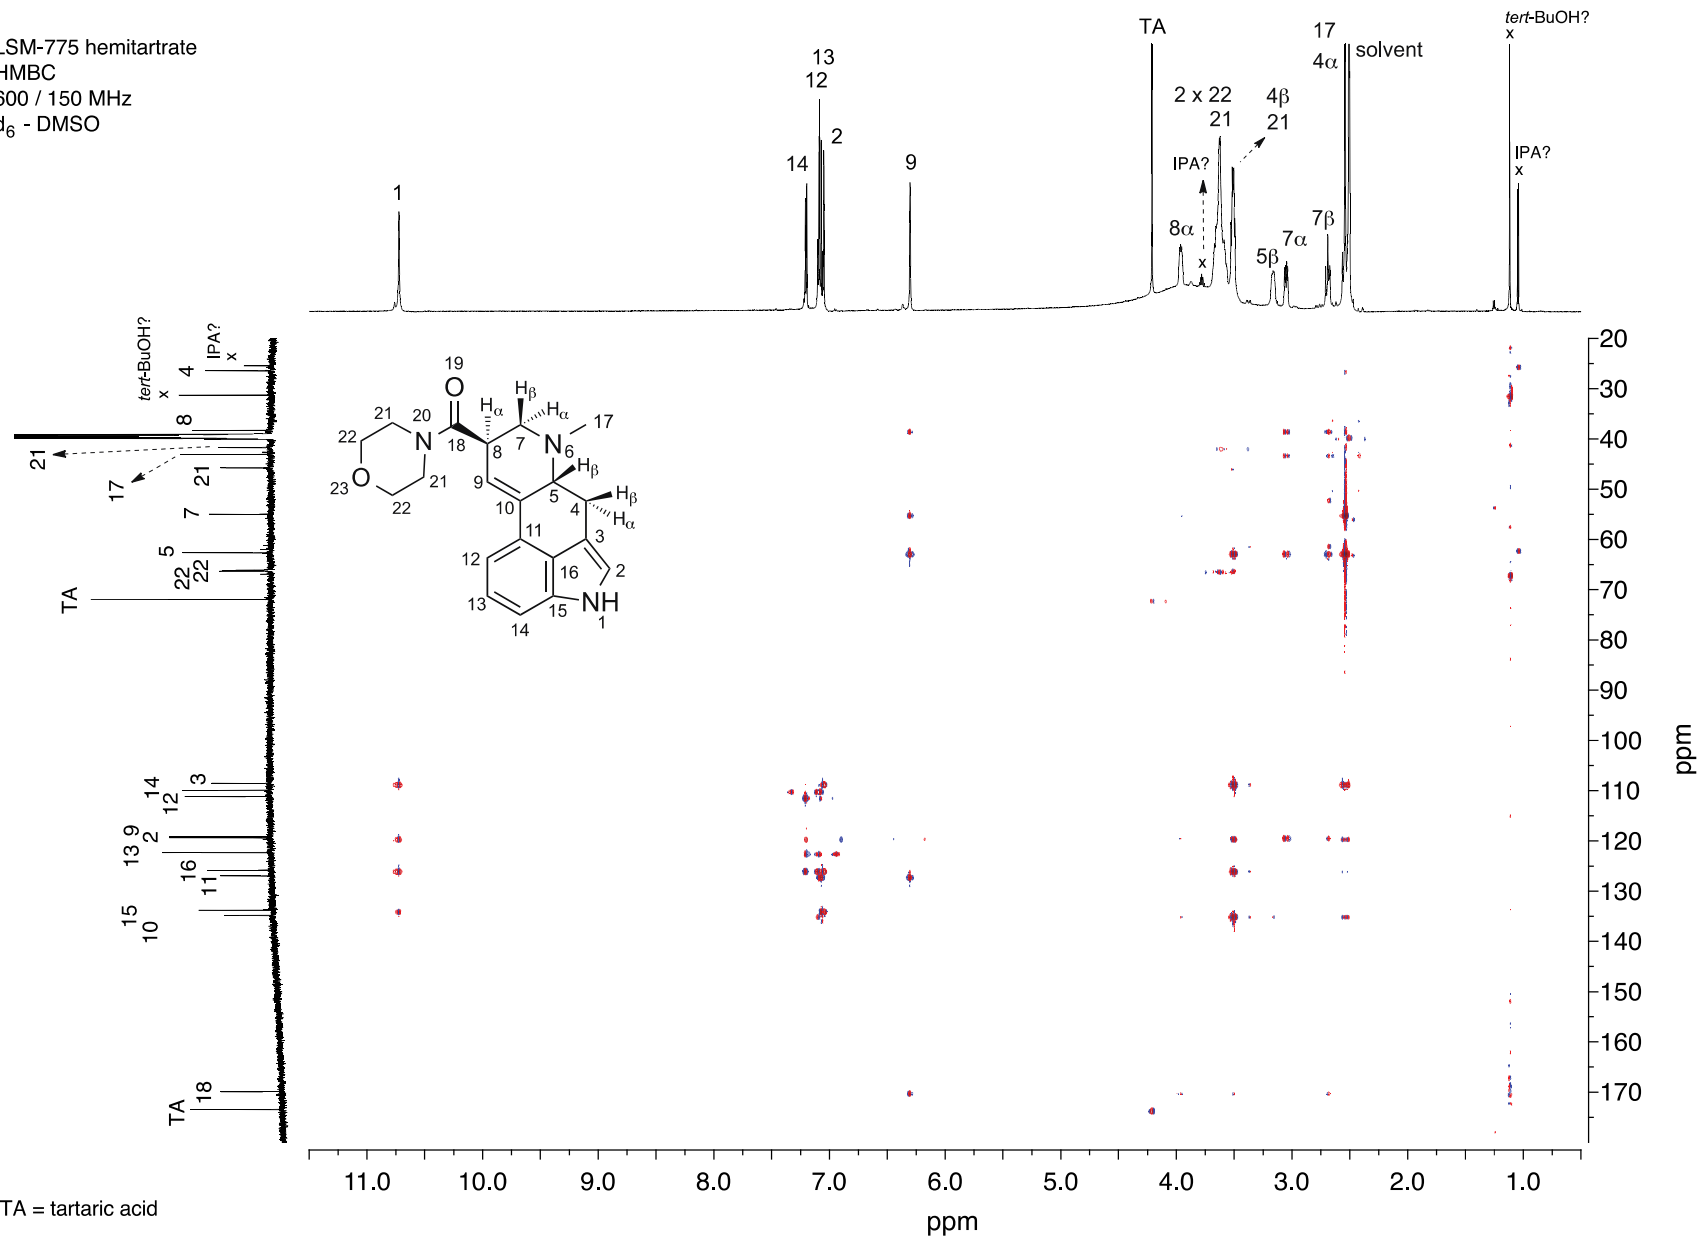 LSM-775 hemitartrate
HMBC
600 / 150 MHz
d6 - DMSO
TA
tert-BuOH?
x
17
4α
solvent
13
12
2
14
1
9
2 x 22
21
4β
21
IPA?
x
IPA?
x
8α
5β
7α
7β
tert-BuOH?
x
4
IPA?
x
8
21
17
21
7
5
22
22
TA
3
14
12
9
2
13
16
11
15
10
18
TA
19
O
Hα
Hβ
Hα
17
21
20
22
N
18
8
7
N
6
Hβ
O
23
21
22
9
10
5
4
Hβ
Hα
11
3
12
16
2
13
15
NH
14
1
20
30
40
50
60
70
80
90
100
110
120
130
140
150
160
170
ppm
11.0 10.0 9.0 8.0 7.0 6.0 5.0 4.0 3.0 2.0 1.0
ppm
TA = tartaric acid